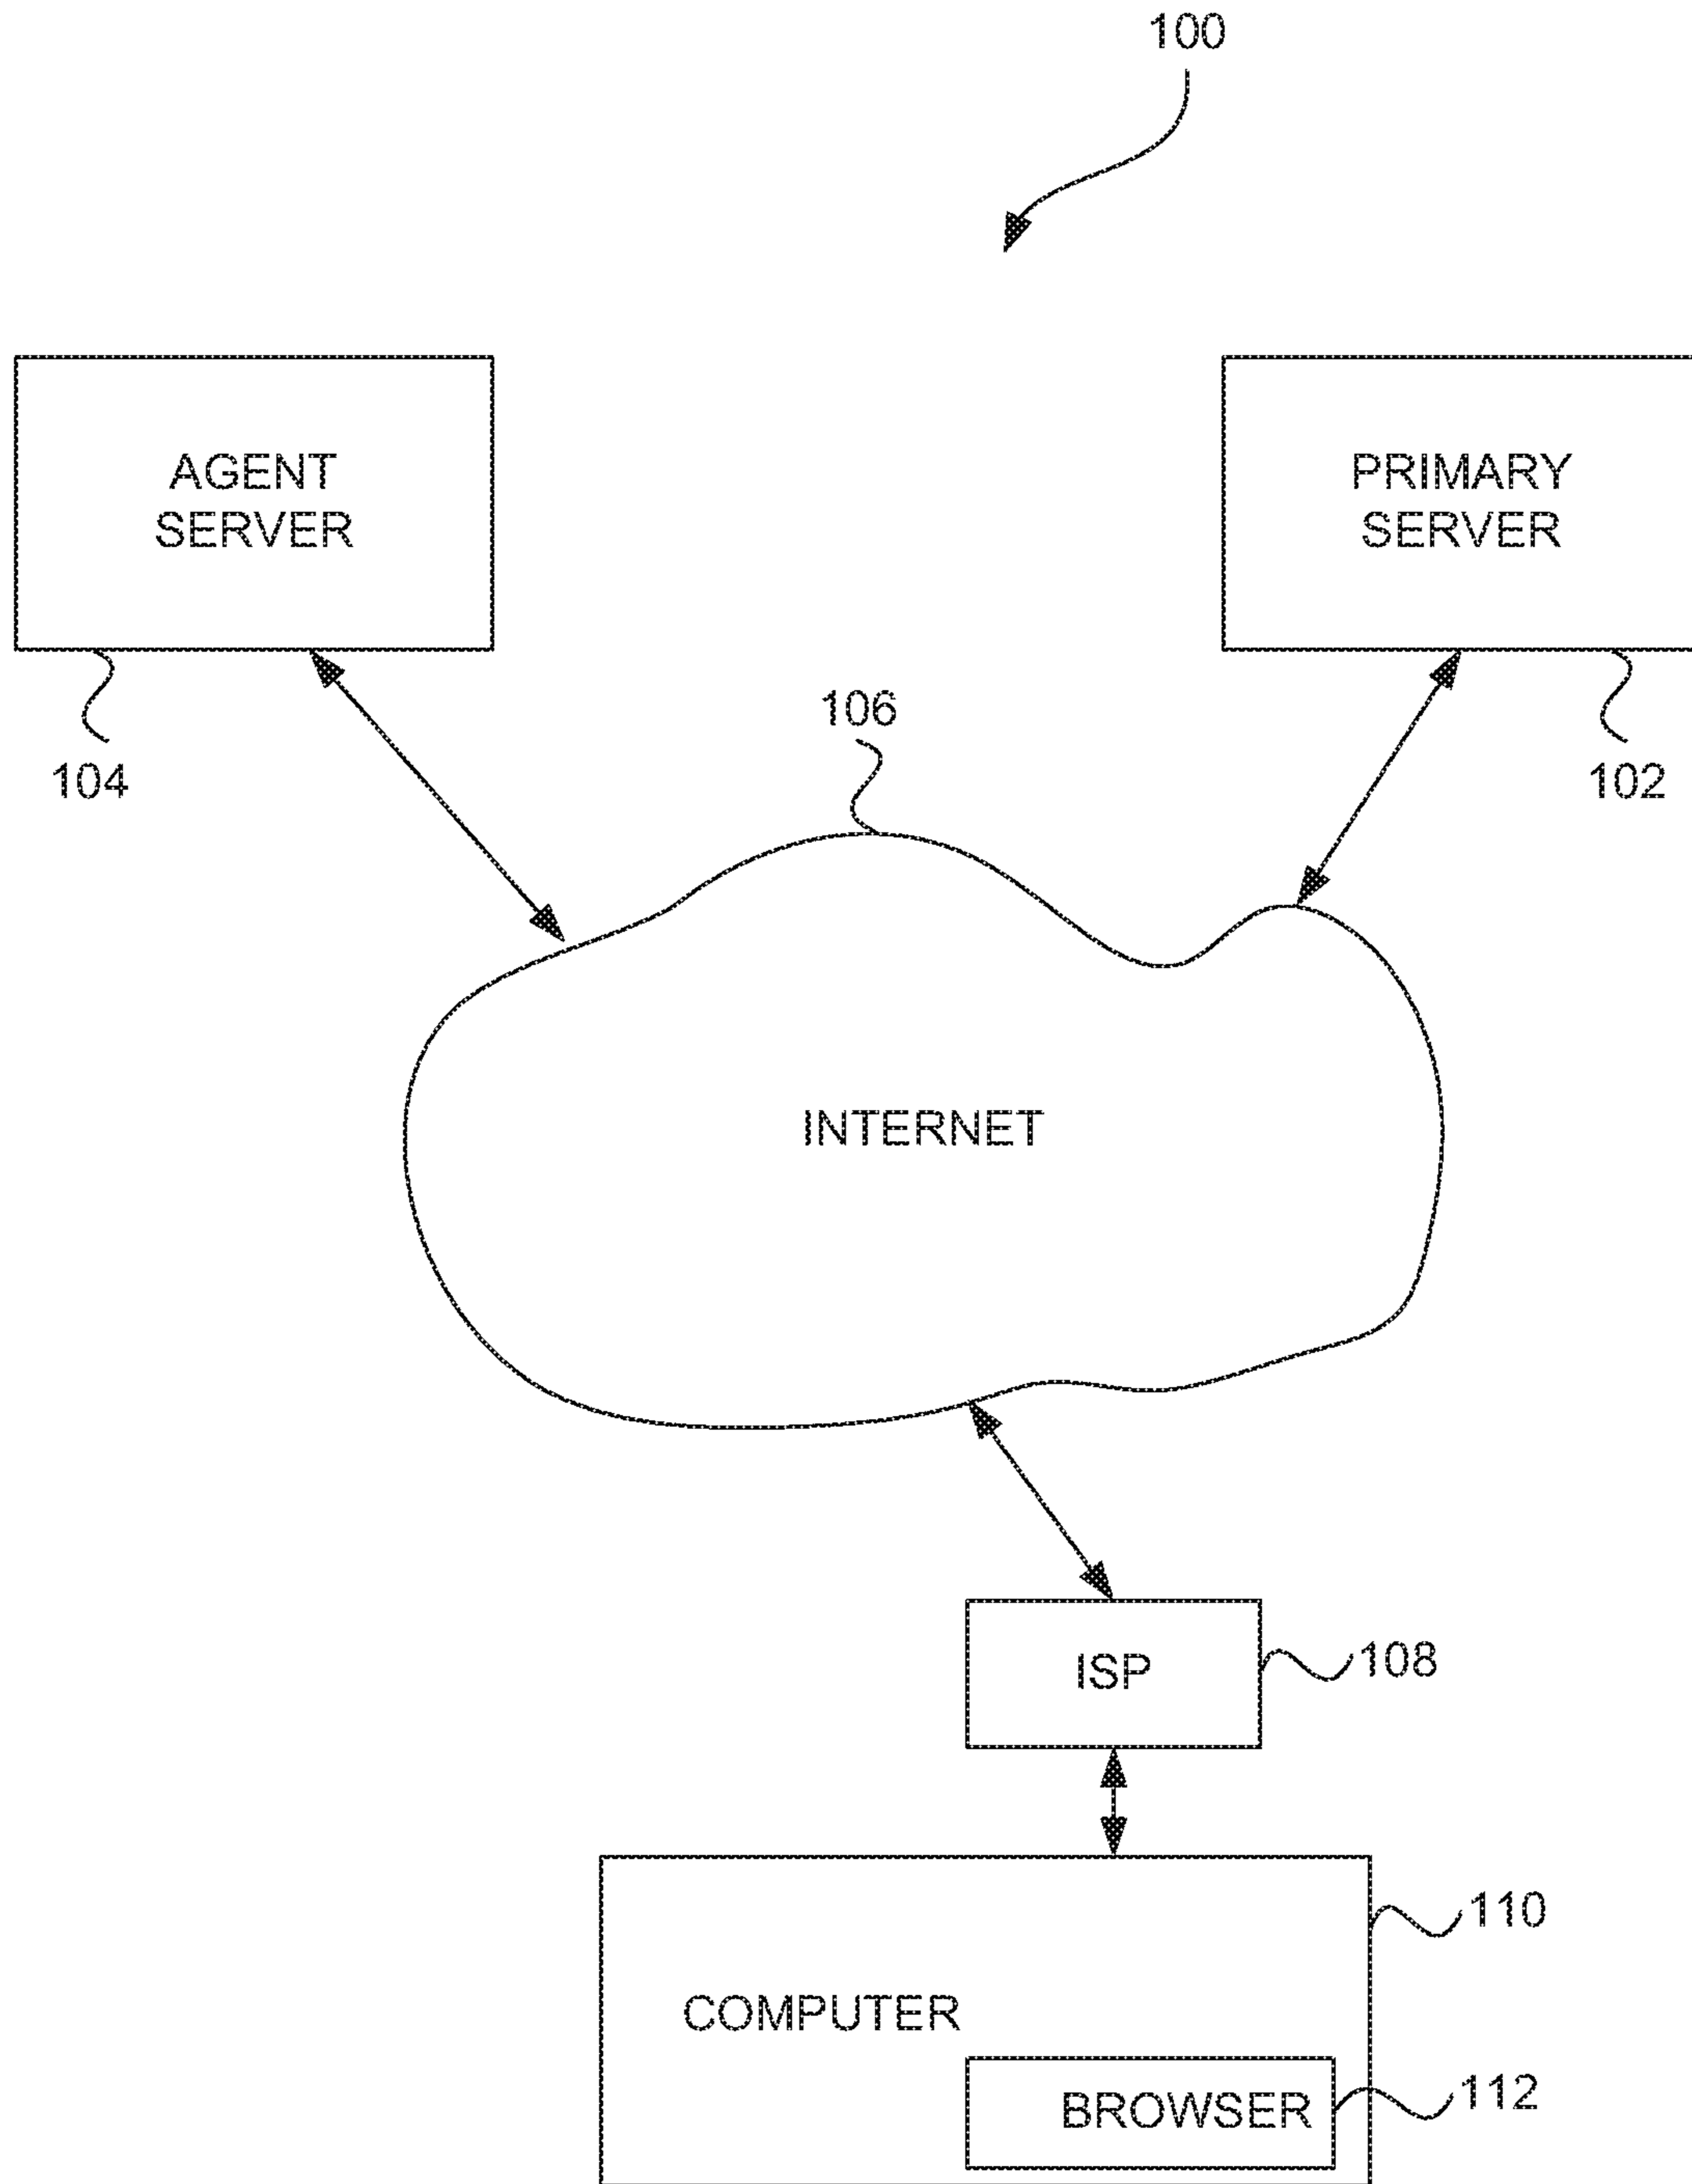 100
AGENT
SERVER
PRIMARY
SERVER
104
106
102
INTERNET
ISP
108
110
COMPUTER
BROWSER
112